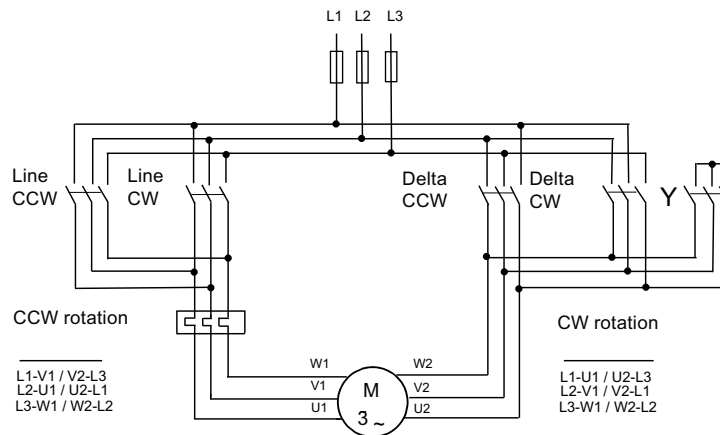 L1 L2 L3
Line
CCW
Line
CW
Delta
CCW
Delta
CW
Y
CCW rotation
CW rotation
L1-V1 / V2-L3
L2-U1 / U2-L1
L3-W1 / W2-L2
W1
V1
U1
M
3 ~
W2
V2
U2
L1-U1 / U2-L3
L2-V1 / V2-L1
L3-W1 / W2-L2